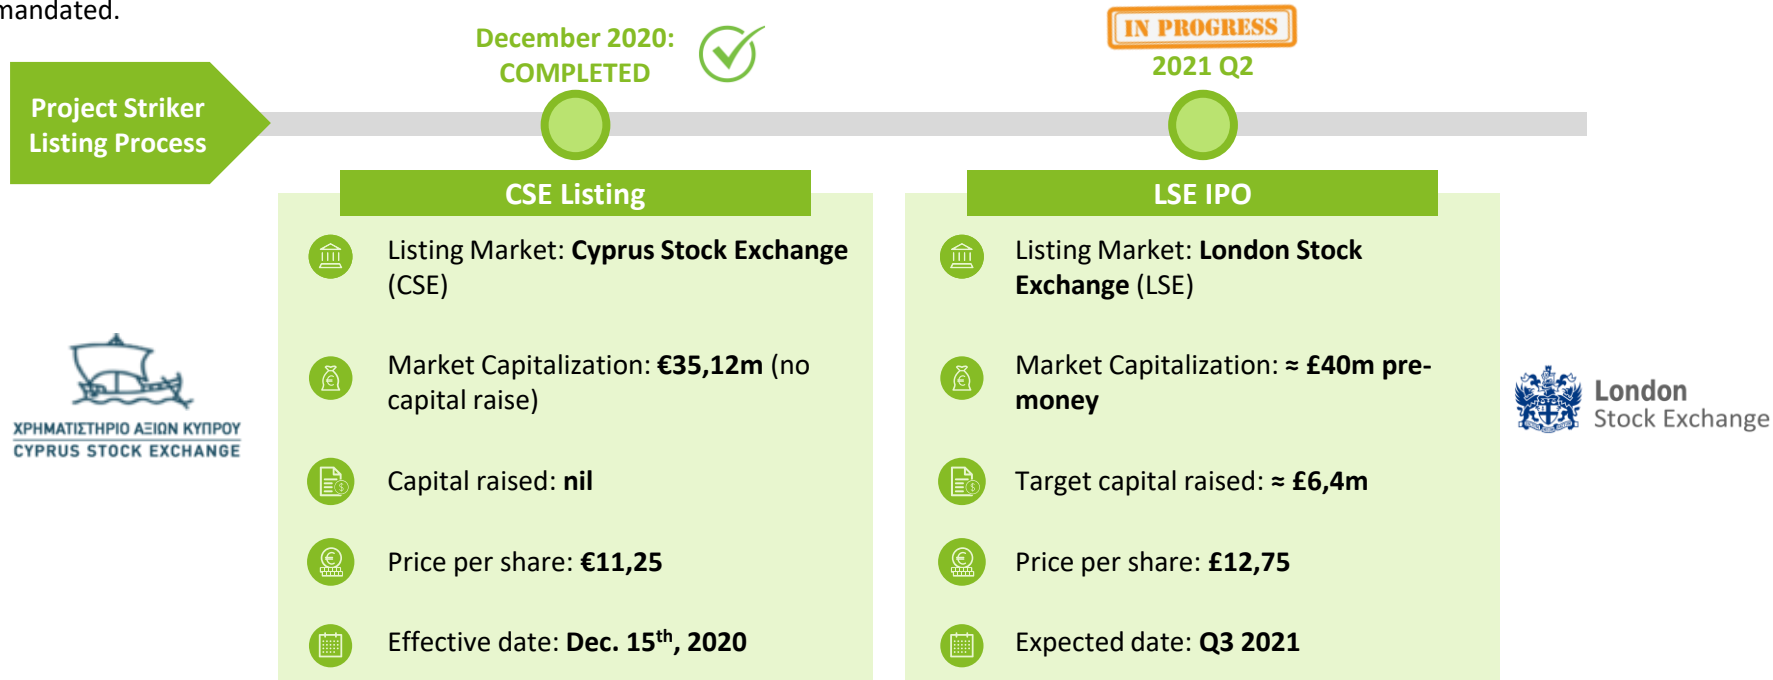 mandated.
December 2020:
COMPLETED
IN PROGRESS
2021 Q2
Project Striker
Listing Process
CSE Listing
Listing Market: Cyprus Stock Exchange
(CSE)
Market Capitalization: €35,12m (no
capital raise)
Capital raised: nil
Price per share: €11,25
Effective date: Dec. 15th, 2020
LSE IPO
Listing Market: London Stock
Exchange (LSE)
Market Capitalization: ≈ £40m pre-
money
Target capital raised: ≈ £6,4m
Price per share: £12,75
Expected date: Q3 2021
ΧΡΗΜΑΤΙΣΤΗΡΙΟ ΑΞΙΩΝ ΚΥΠΡΟΥ
CYPRUS STOCK EXCHANGE
London
Stock Exchange